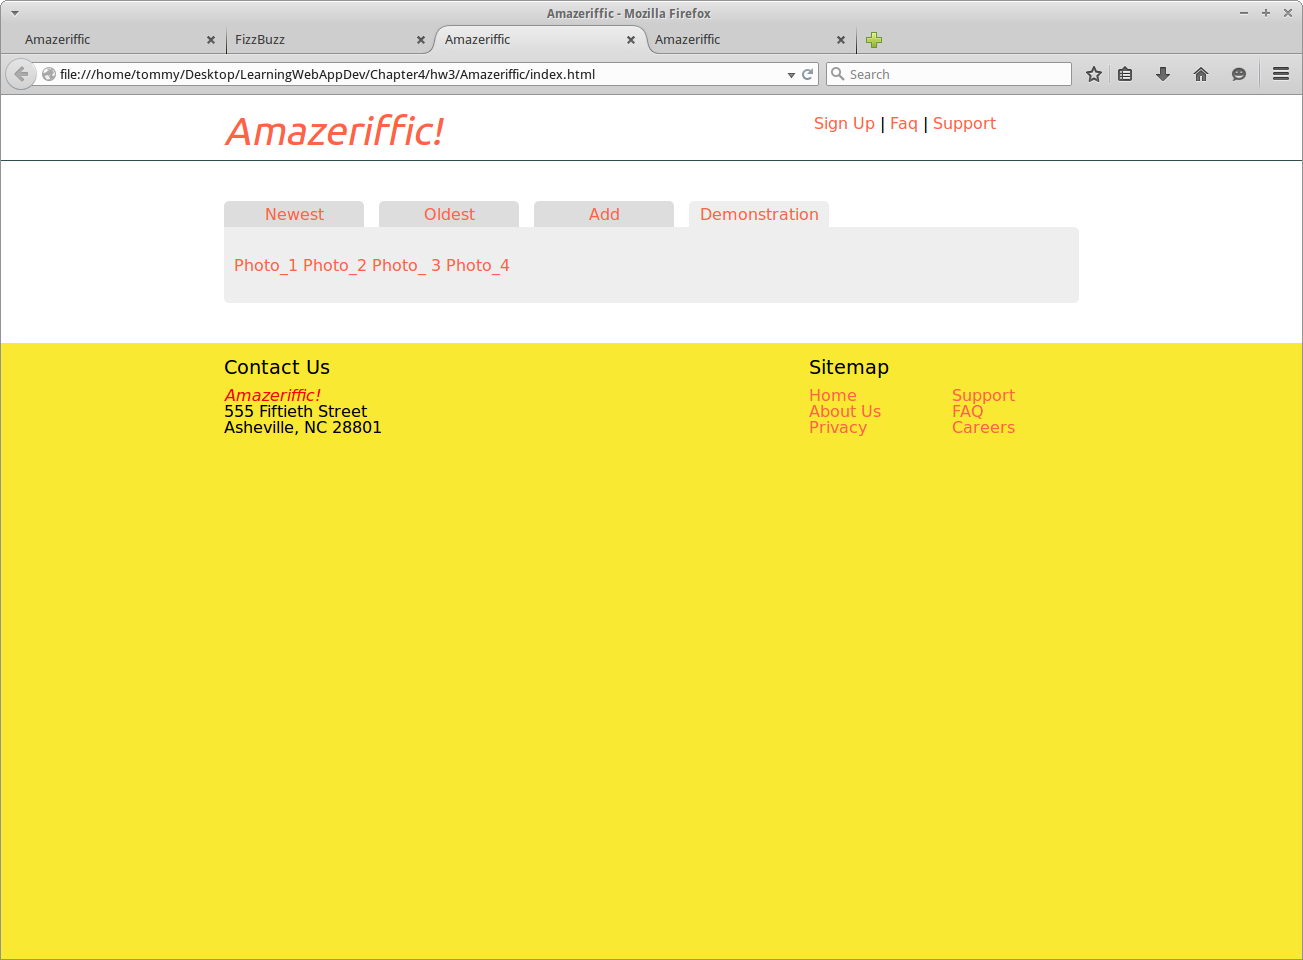 Amazeriffic - Mozilla Firefox
Amazeriffic FizzBuzz Amazeriffic Amazeriffic
file:///home/tommy/Desktop/LearningWebAppDev/Chapter4/hw3/Amazeriffic/index.html Search
Amazeriffic! Sign Up | Faq | Support
Newest Oldest Add Demonstration
Photo_1 Photo_2 Photo_ 3 Photo_4
Contact Us Sitemap
Amazeriffic! Home Support
555 Fiftieth Street About Us FAQ
Asheville, NC 28801 Privacy Careers